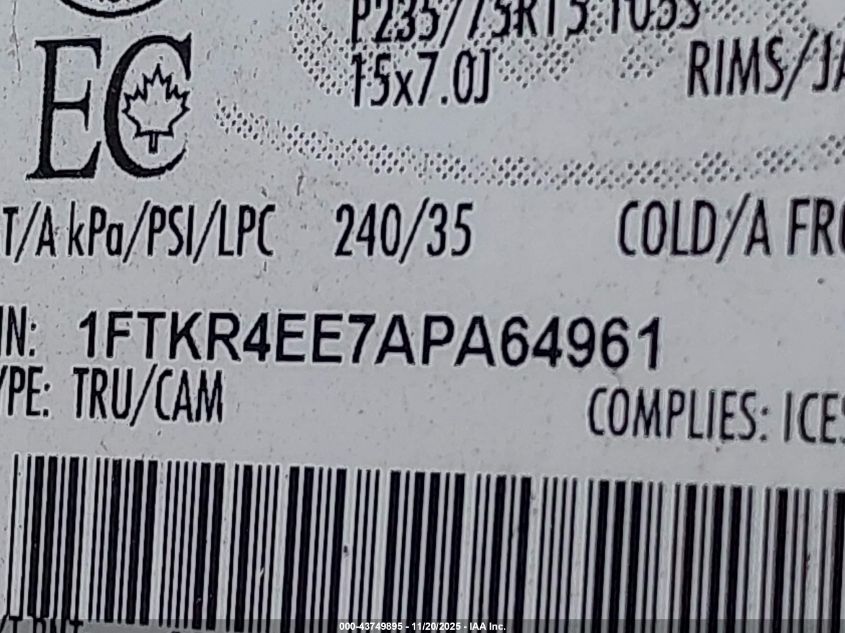 P235/75R15 105S
15x7.0J RIMS/JA
EC
T/A kPa/PSI/LPC 240/35 COLD/A FRO
IN: 1FTKR4EE7APA64961
YPE: TRU/CAM
COMPLIES: ICES
000-43749895 - 11/20/2025 - IAA Inc.